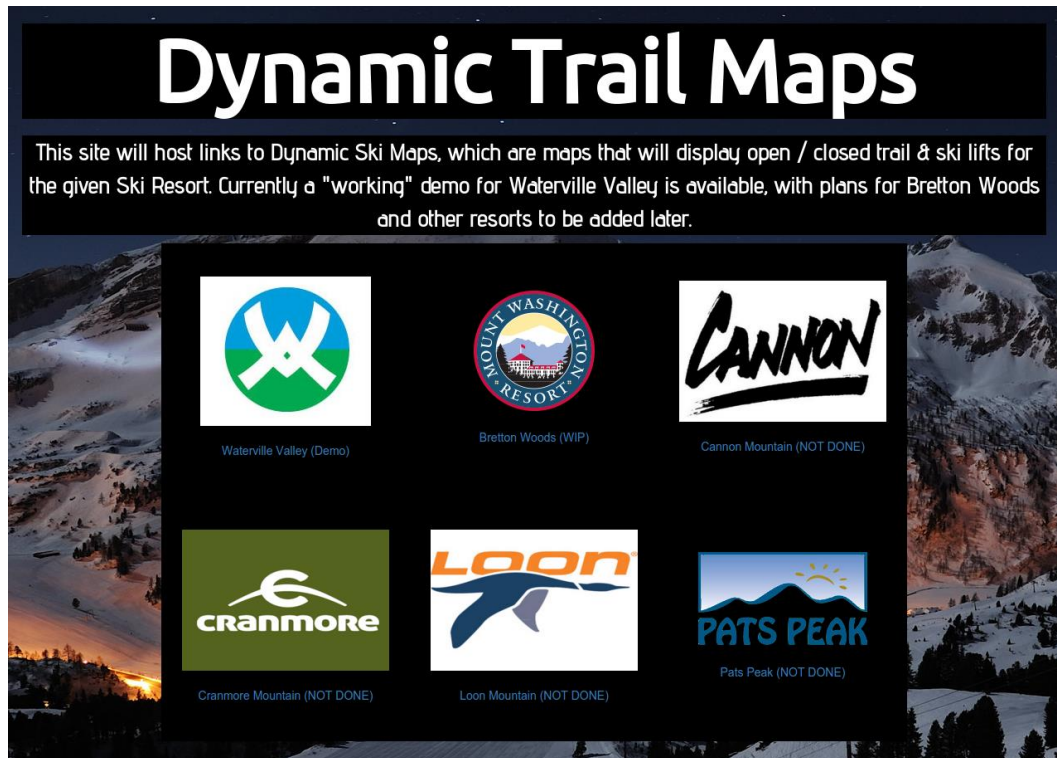 Dynamic Trail Maps
This site will host links to Dynamic Ski Maps, which are maps that will display open / closed trail & ski lifts for
the given Ski Resort. Currently a "working" demo for Waterville Valley is available, with plans for Bretton Woods
and other resorts to be added later.
MOUNT WASHINGTON
RESORT
CANNON
Waterville Valley (Demo)
Bretton Woods (WIP)
Cannon Mountain (NOT DONE)
CRANMORE
LOON
PATS PEAK
Cranmore Mountain (NOT DONE)
Loon Mountain (NOT DONE)
Pats Peak (NOT DONE)